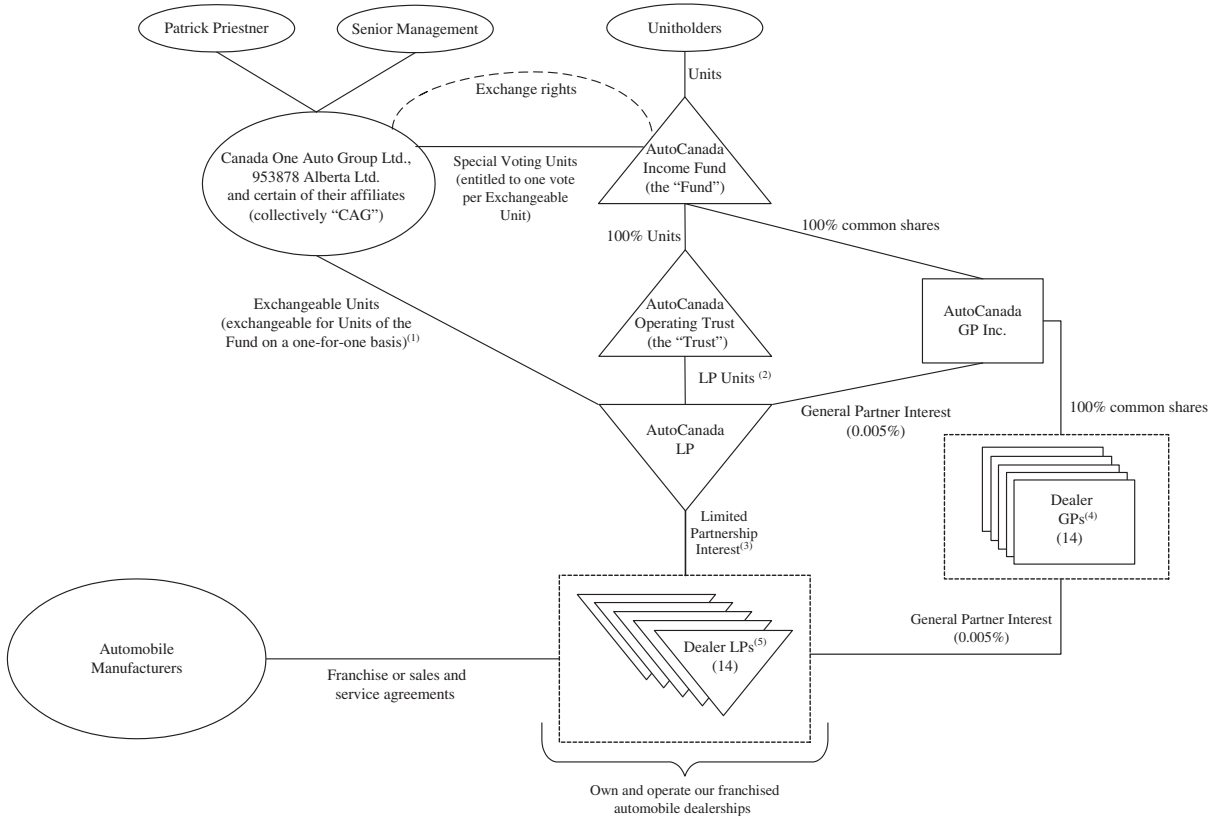 Patrick Priestner
Senior Management
Unitholders
Units
Exchange rights
Canada One Auto Group Ltd.,
953878 Alberta Ltd.
and certain of their affiliates
(collectively “CAG”)
Special Voting Units
(entitled to one vote
per Exchangeable
Unit)
AutoCanada
Income Fund
(the “Fund”)
100% Units
100% common shares
Exchangeable Units
(exchangeable for Units of the
Fund on a one-for-one basis)(1)
AutoCanada
Operating Trust
(the “Trust”)
AutoCanada
GP Inc.
LP Units (2)
General Partner Interest
(0.005%)
100% common shares
AutoCanada
LP
Limited
Partnership
Interest(3)
Dealer
GPs(4)
(14)
Automobile
Manufacturers
Franchise or sales and
service agreements
Dealer LPs(5)
(14)
General Partner Interest
(0.005%)
Own and operate our franchised
automobile dealerships